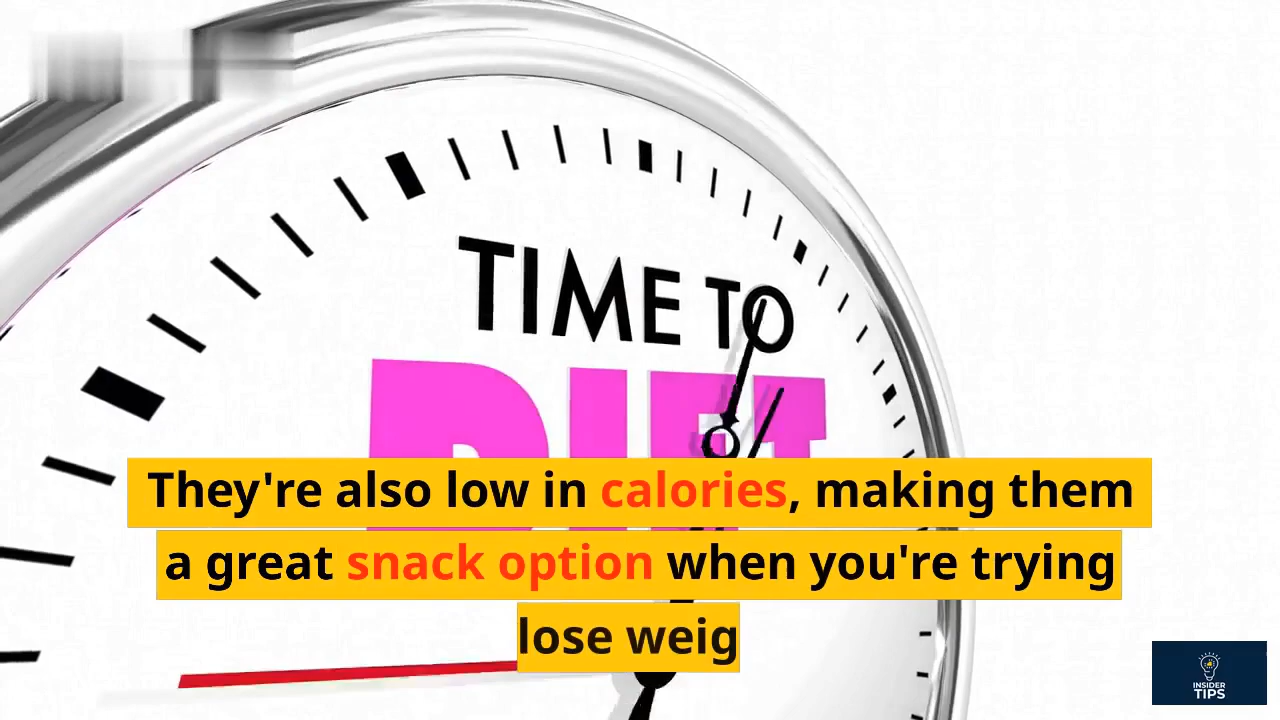 TIME TO
DIET
They're also low in calories, making them
a great snack option when you're trying
lose weig
INSIDER
TIPS